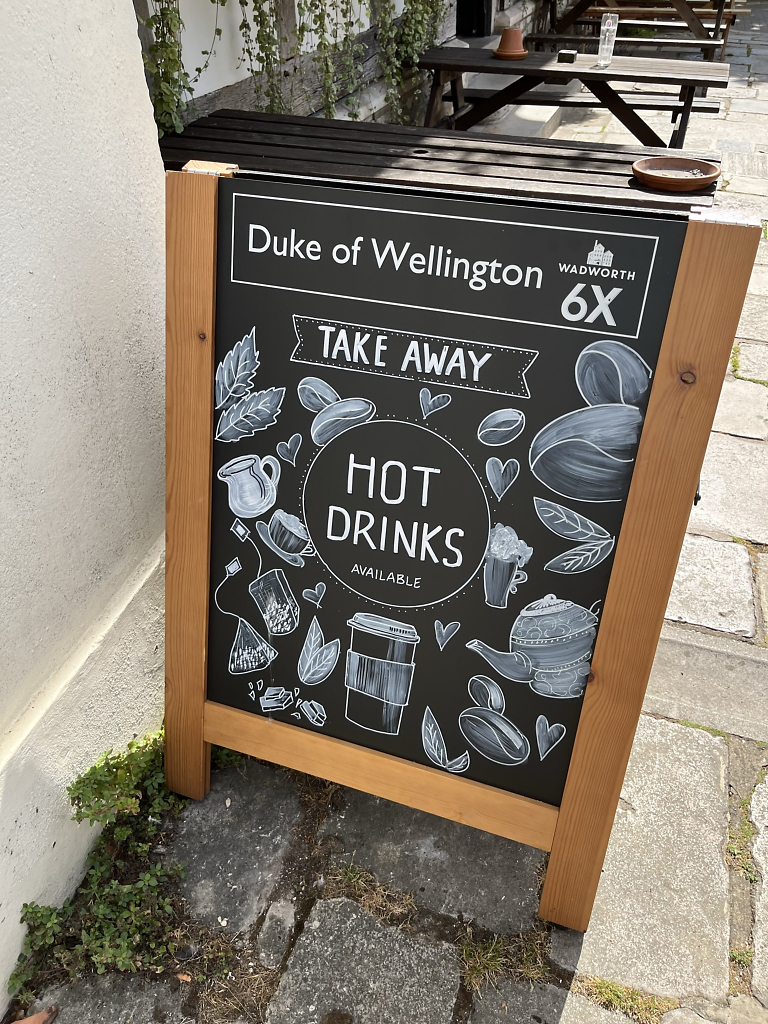 Duke of Wellington
WADWORTH
6X
TAKE AWAY
HOT
DRINKS
AVAILABLE